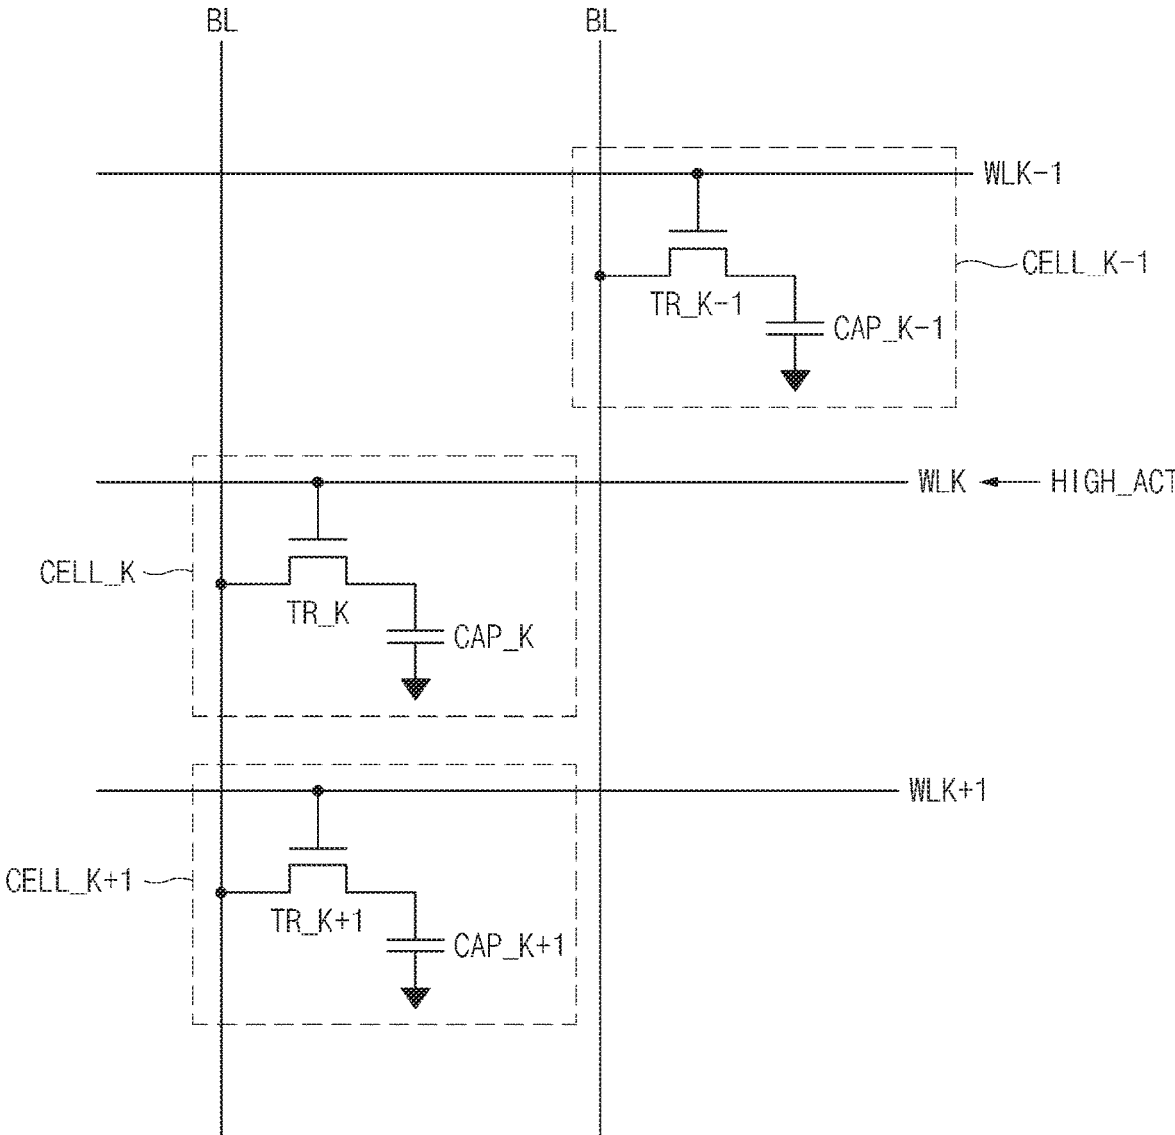 BL BL
WLK-1
CELL_K-1
TR_K-1
CAP_K-1
WLK HIGH_ACT
CELL_K
TR_K
CAP_K
WLK+1
CELL_K+1
TR_K+1
CAP_K+1